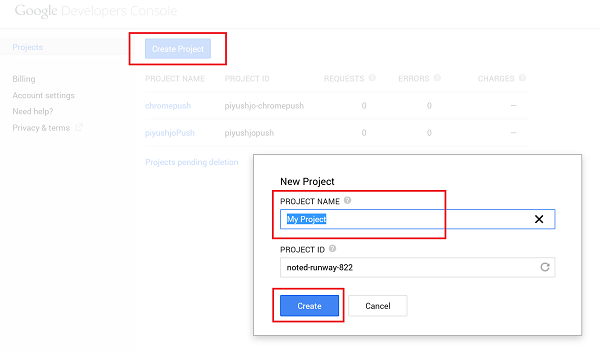 Google Developers Console
Projects
Create Project
Billing
Account settings
Need help?
Privacy & terms
PROJECT NAME PROJECT ID REQUESTS ? ERRORS ? CHARGES ?
chromepush piyushjo-chromepush 0 0 –
piyushjoPush piyushjopush 0 0 –
Projects pending deletion
New Project
PROJECT NAME ?
My Project
PROJECT ID ?
noted-runway-822
Create Cancel